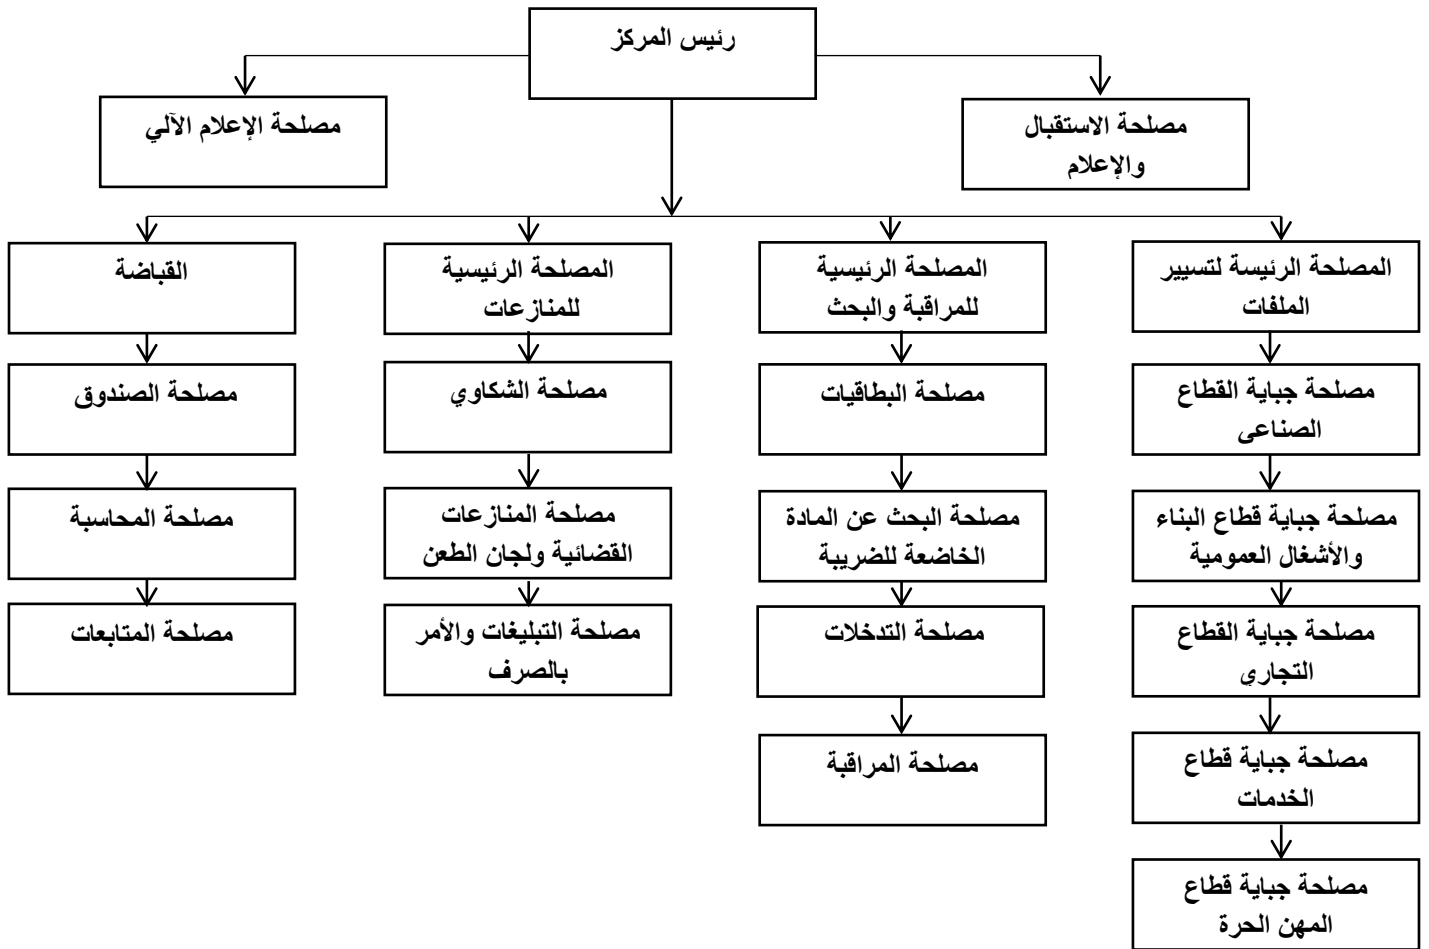 رئيس المركز
مصلحة الاستقبال
والإعلام
مصلحة الإعلام الآلي
المصلحة الرئيسة لتسيير
الملفات
المصلحة الرئيسية
للمراقبة والبحث
المصلحة الرئيسية
للمنازعات
القباضة
مصلحة جباية القطاع
الصناعي
مصلحة البطاقيات
مصلحة الشكاوي
مصلحة الصندوق
مصلحة جباية قطاع البناء
والأشغال العمومية
مصلحة البحث عن المادة
الخاضعة للضريبة
مصلحة المنازعات
القضائية ولجان الطعن
مصلحة المحاسبة
مصلحة جباية القطاع
التجاري
مصلحة التدخلات
مصلحة التبليغات والأمر
بالصرف
مصلحة المتابعات
مصلحة جباية قطاع
الخدمات
مصلحة المراقبة
مصلحة جباية قطاع
المهن الحرة